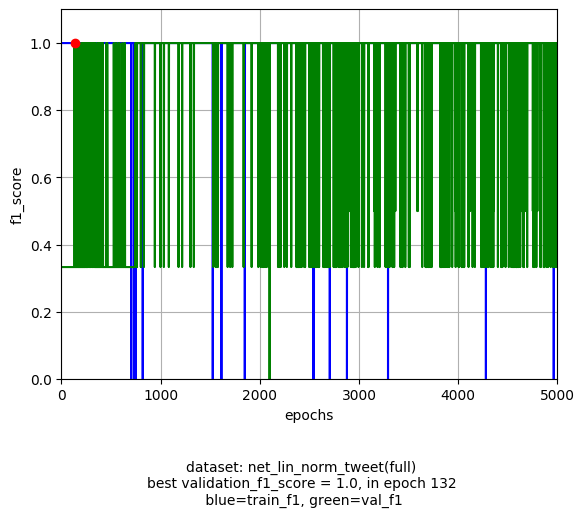 1.0
0.8
0.6
0.4
0.2
0.0
f1_score
0 1000 2000 3000 4000 5000
epochs
dataset: net_lin_norm_tweet(full)
best validation_f1_score = 1.0, in epoch 132
blue=train_f1, green=val_f1